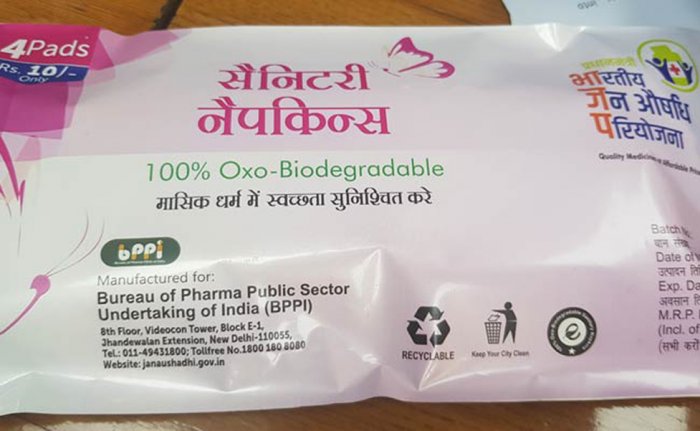 4Pads
Rs. 10/-
Only
सैनिटरी
नैपकिन्स
100% Oxo-Biodegradable
मासिक धर्म में स्वच्छता सुनिश्चित करे
प्रधानमंत्री
भारतीय
जन औषधि
परियोजना
Quality Medicines at Affordable
bPPI
Manufactured for:
Bureau of Pharma Public Sector
Undertaking of India (BPPI)
8th Floor, Videocon Tower, Block E-1,
Jhandewalan Extension, New Delhi-110055,
Tel.: 011-49431800; Tollfree No.1800 180 8080
Website: janaushadhi.gov.in
RECYCLABLE
Keep Your City Clean
e
Batch
बान
Date of
उत्पादन
Exp.
अवसान
M.R.P.
(Incl. of
(सभी करों